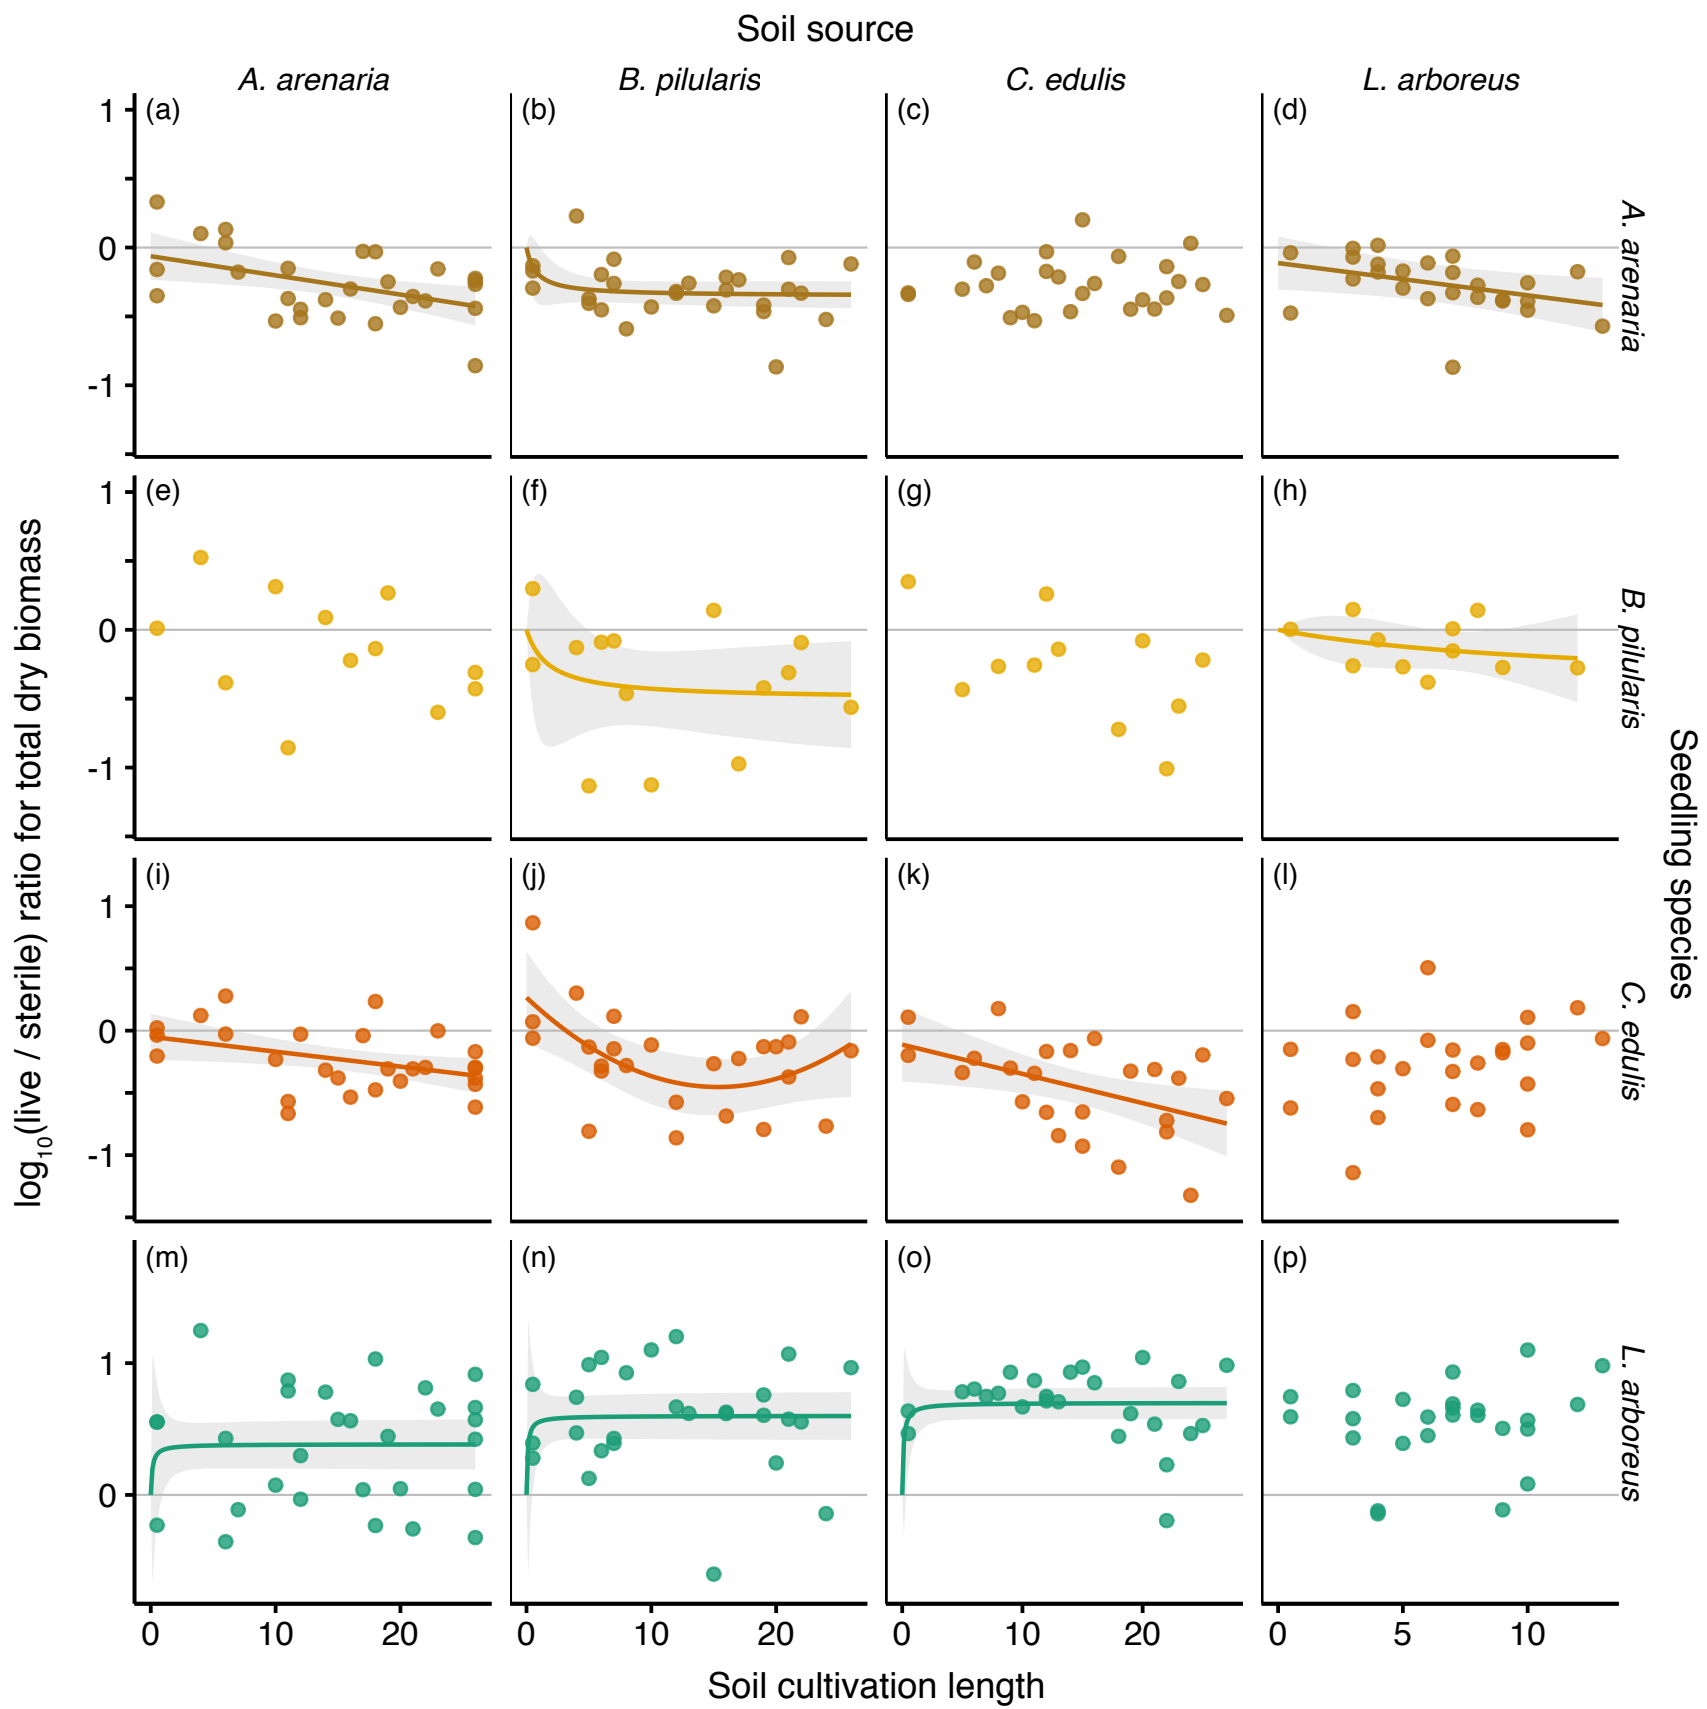 Soil source
A. arenaria B. pilularis C. edulis L. arboreus
(a) (b) (c) (d)
1
0
-1
A. arenaria
(e) (f) (g) (h)
1
0
-1
B. pilularis
(i) (j) (k) (l)
1
0
-1
C. edulis
(m) (n) (o) (p)
1
0
L. arboreus
log10(live / sterile) ratio for total dry biomass
Seedling species
0 10 20 0 10 20 0 10 20 0 5 10
Soil cultivation length